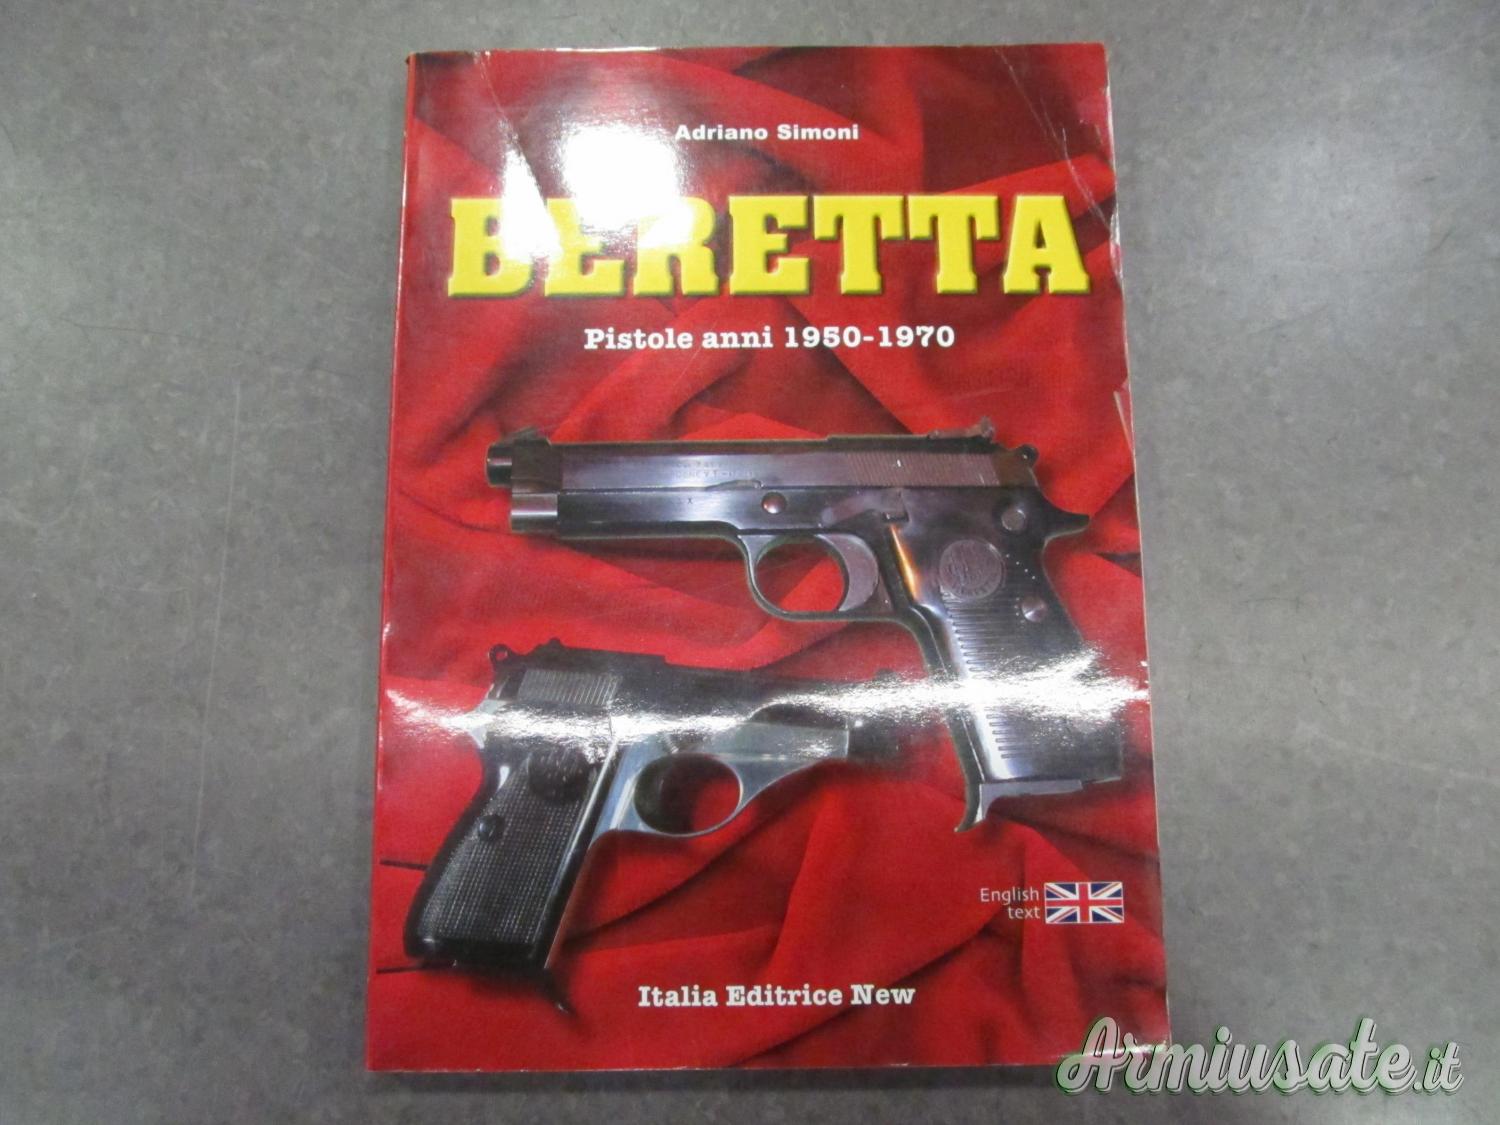 Adriano Simoni
BERETTA
Pistole anni 1950-1970
English
text
Italia Editrice New
Armiusate.it